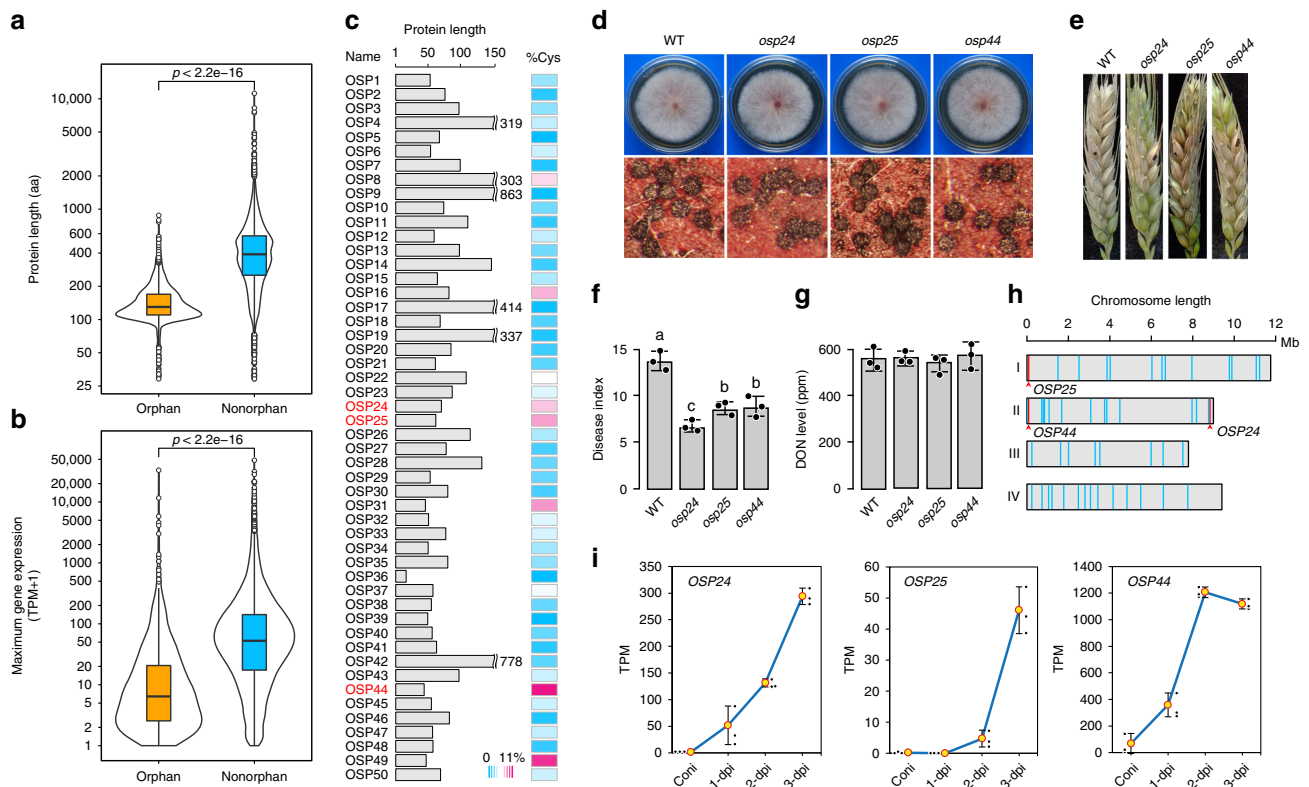 a
p < 2.2e−16
Protein length (aa)
10,000
5000
2000
1000
600
400
200
100
50
25
Orphan
Nonorphan
b
p < 2.2e−16
Maximum gene expression
(TPM+1)
50,000
20,000
10,000
5000
2000
1000
500
200
100
50
20
10
5
2
1
Orphan
Nonorphan
c
Protein length
Name
1 50 100 150
%Cys
OSP1
OSP2
OSP3
OSP4 319
OSP5
OSP6
OSP7
OSP8 303
OSP9 863
OSP10
OSP11
OSP12
OSP13
OSP14
OSP15
OSP16
OSP17 414
OSP18
OSP19 337
OSP20
OSP21
OSP22
OSP23
OSP24
OSP25
OSP26
OSP27
OSP28
OSP29
OSP30
OSP31
OSP32
OSP33
OSP34
OSP35
OSP36
OSP37
OSP38
OSP39
OSP40
OSP41
OSP42 778
OSP43
OSP44
OSP45
OSP46
OSP47
OSP48
OSP49
OSP50
0 11%
d
WT osp24 osp25 osp44
e
WT osp24 osp25 osp44
f
Disease index
15
10
5
0
a
c
b
b
WT osp24 osp25 osp44
g
DON level (ppm)
600
400
200
0
WT osp24 osp25 osp44
h
Chromosome length
0 2 4 6 8 10 12
Mb
I
OSP25
II
OSP44
OSP24
III
IV
i
OSP24
TPM
350
300
250
200
150
100
50
0
Coni 1-dpi 2-dpi 3-dpi
OSP25
TPM
60
50
40
30
20
10
0
Coni 1-dpi 2-dpi 3-dpi
OSP44
TPM
1400
1200
1000
800
600
400
200
0
Coni 1-dpi 2-dpi 3-dpi